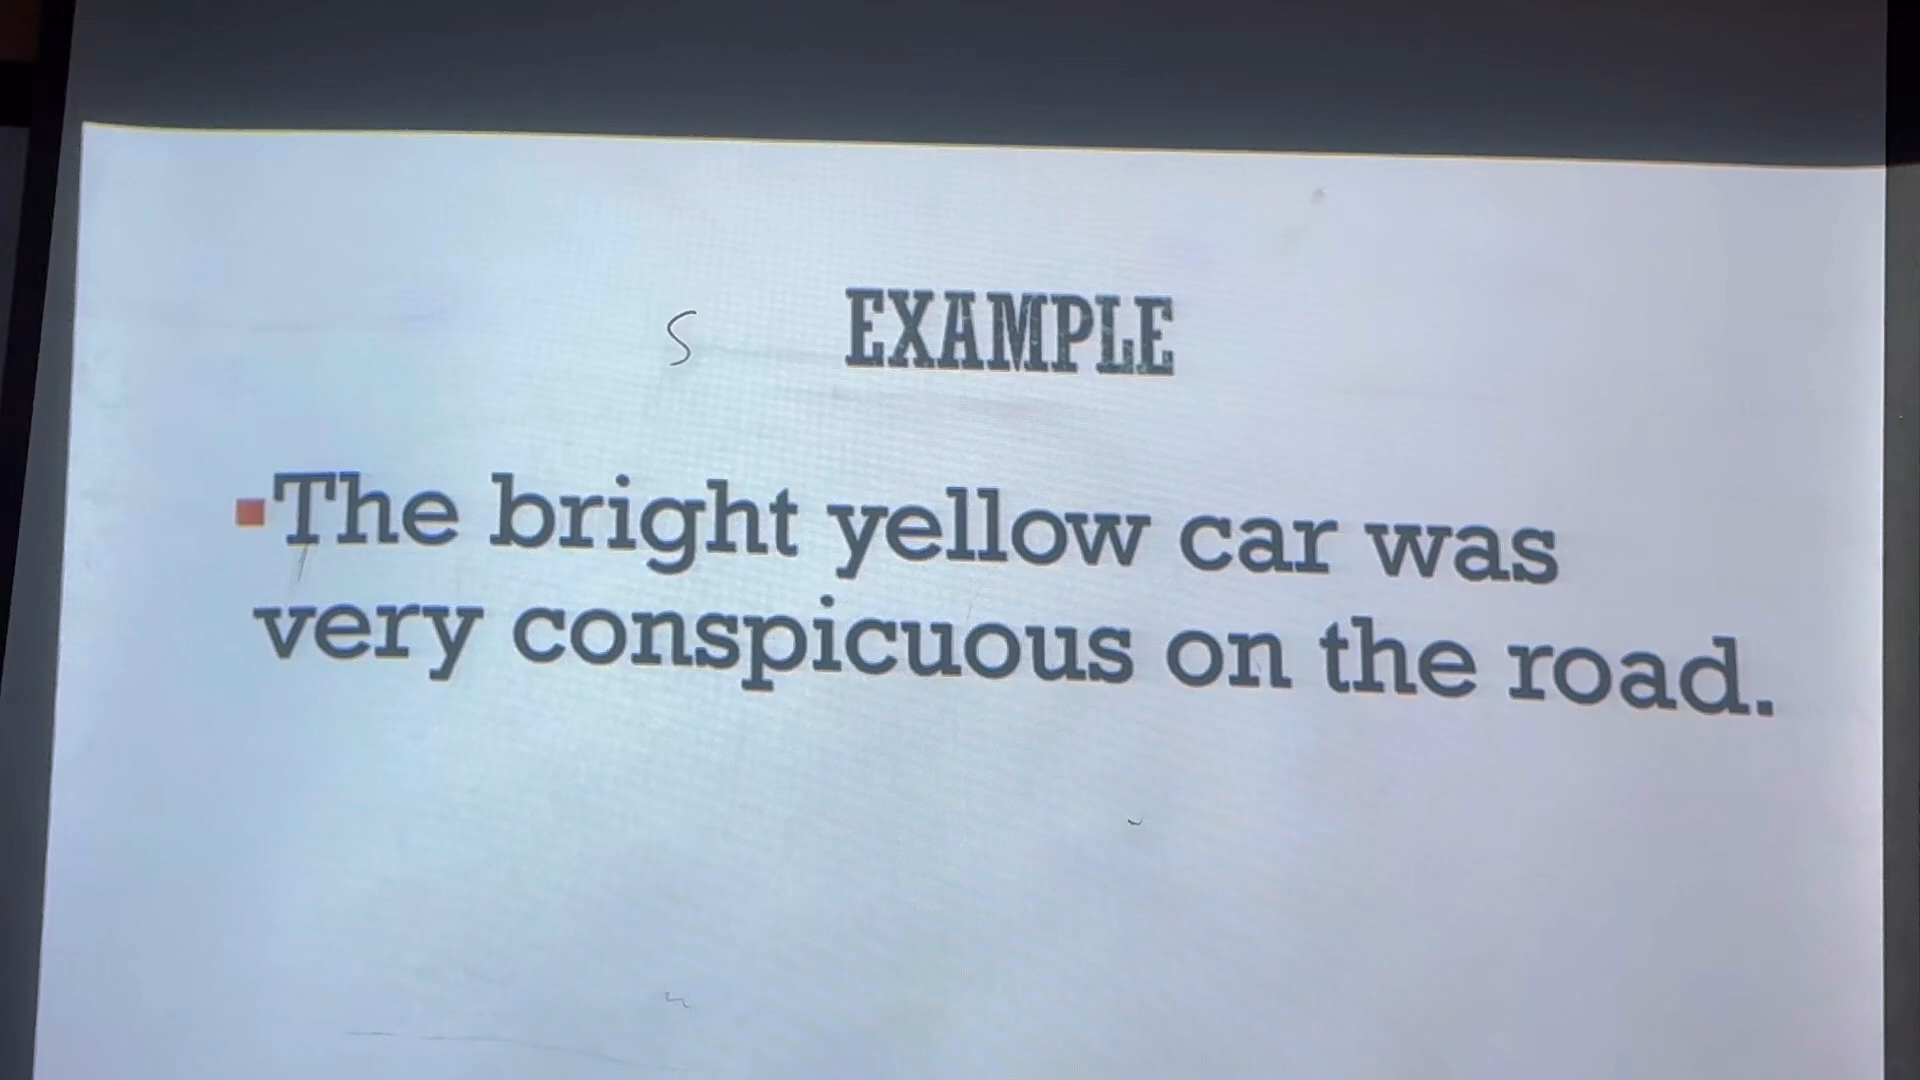 S EXAMPLE
▪The bright yellow car was
very conspicuous on the road.